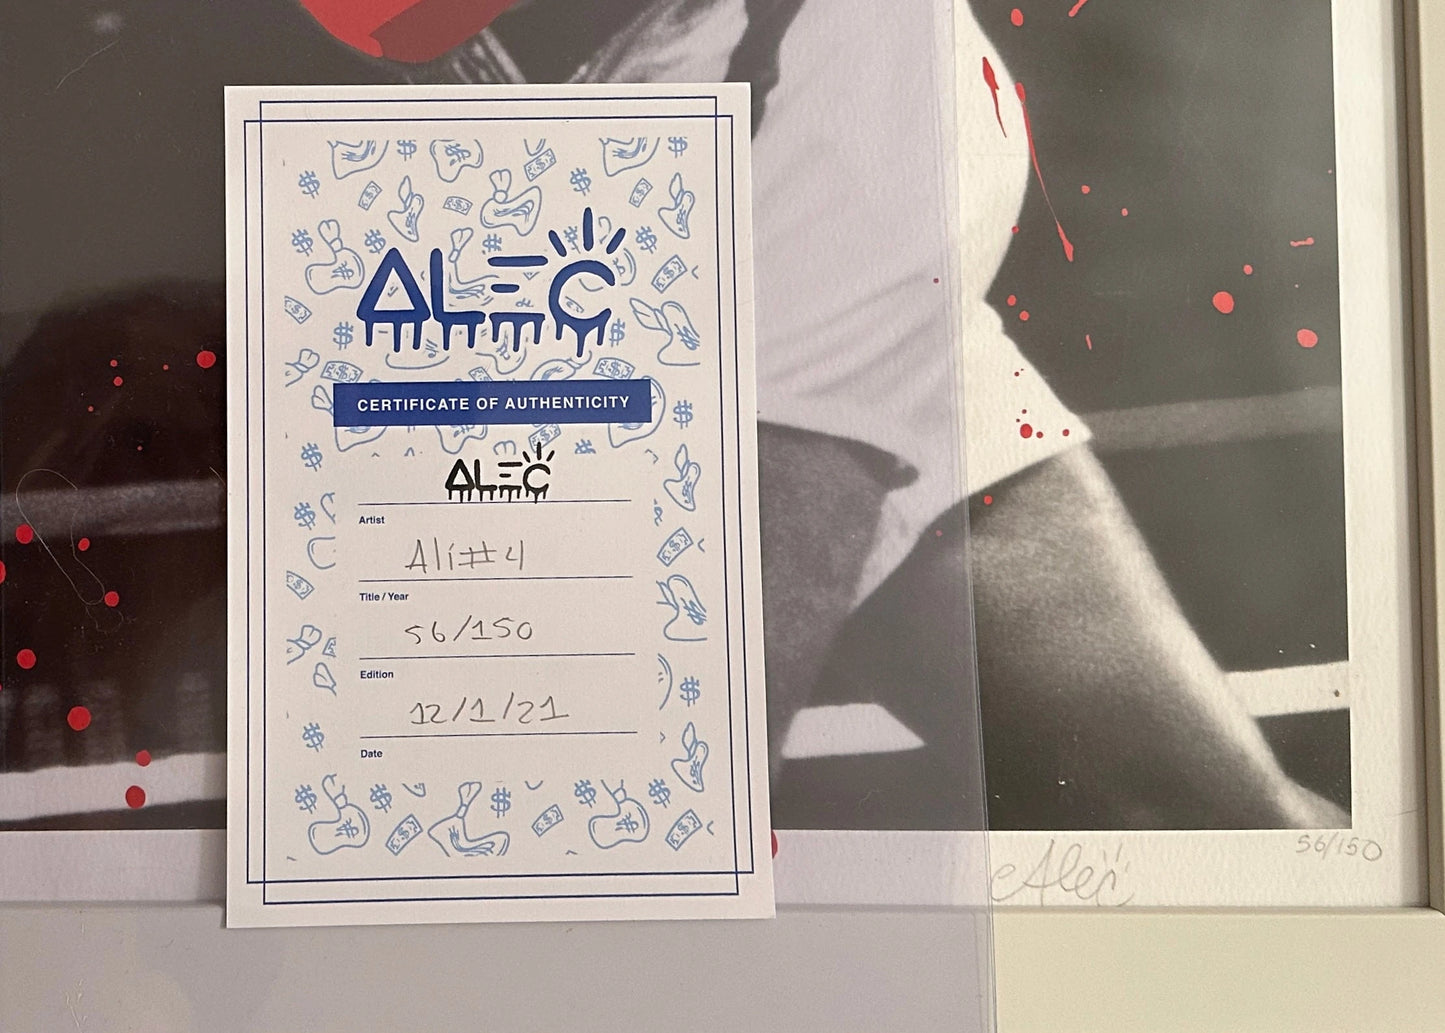 ALEC
CERTIFICATE OF AUTHENTICITY
ALEC
Artist
Ali#4
Title / Year
56/150
Edition
12/1/21
Date
56/150
Alec